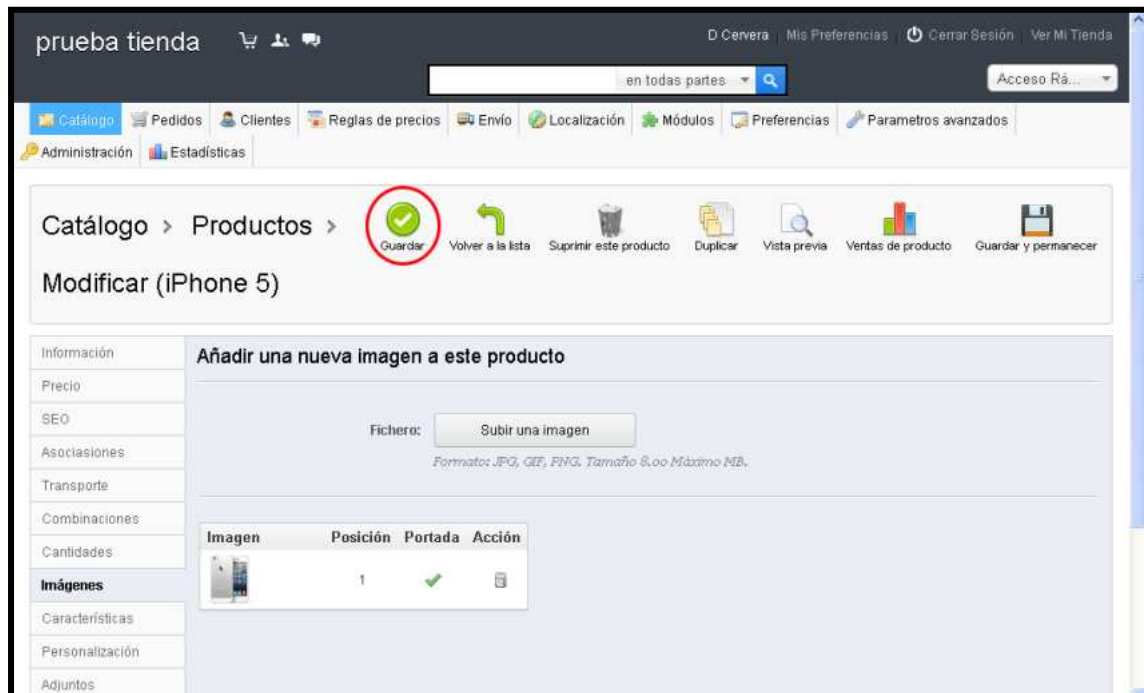 prueba tienda
D Cervera Mis Preferencias Cerrar Sesión Ver Mi Tienda
en todas partes
Acceso Rá...
Catálogo Pedidos Clientes Reglas de precios Envío Localización Módulos Preferencias Parametros avanzados
Administración Estadísticas
Catálogo > Productos >
Modificar (iPhone 5)
Guardar Volver a la lista Suprimir este producto Duplicar Vista previa Ventas de producto Guardar y permanecer
Información
Precio
SEO
Asociasiones
Transporte
Combinaciones
Cantidades
Imágenes
Características
Personalización
Adjuntos
Añadir una nueva imagen a este producto
Fichero: Subir una imagen
Formato: JPG, GIF, PNG. Tamaño 8.00 Máximo MB.
Imagen Posición Portada Acción
1